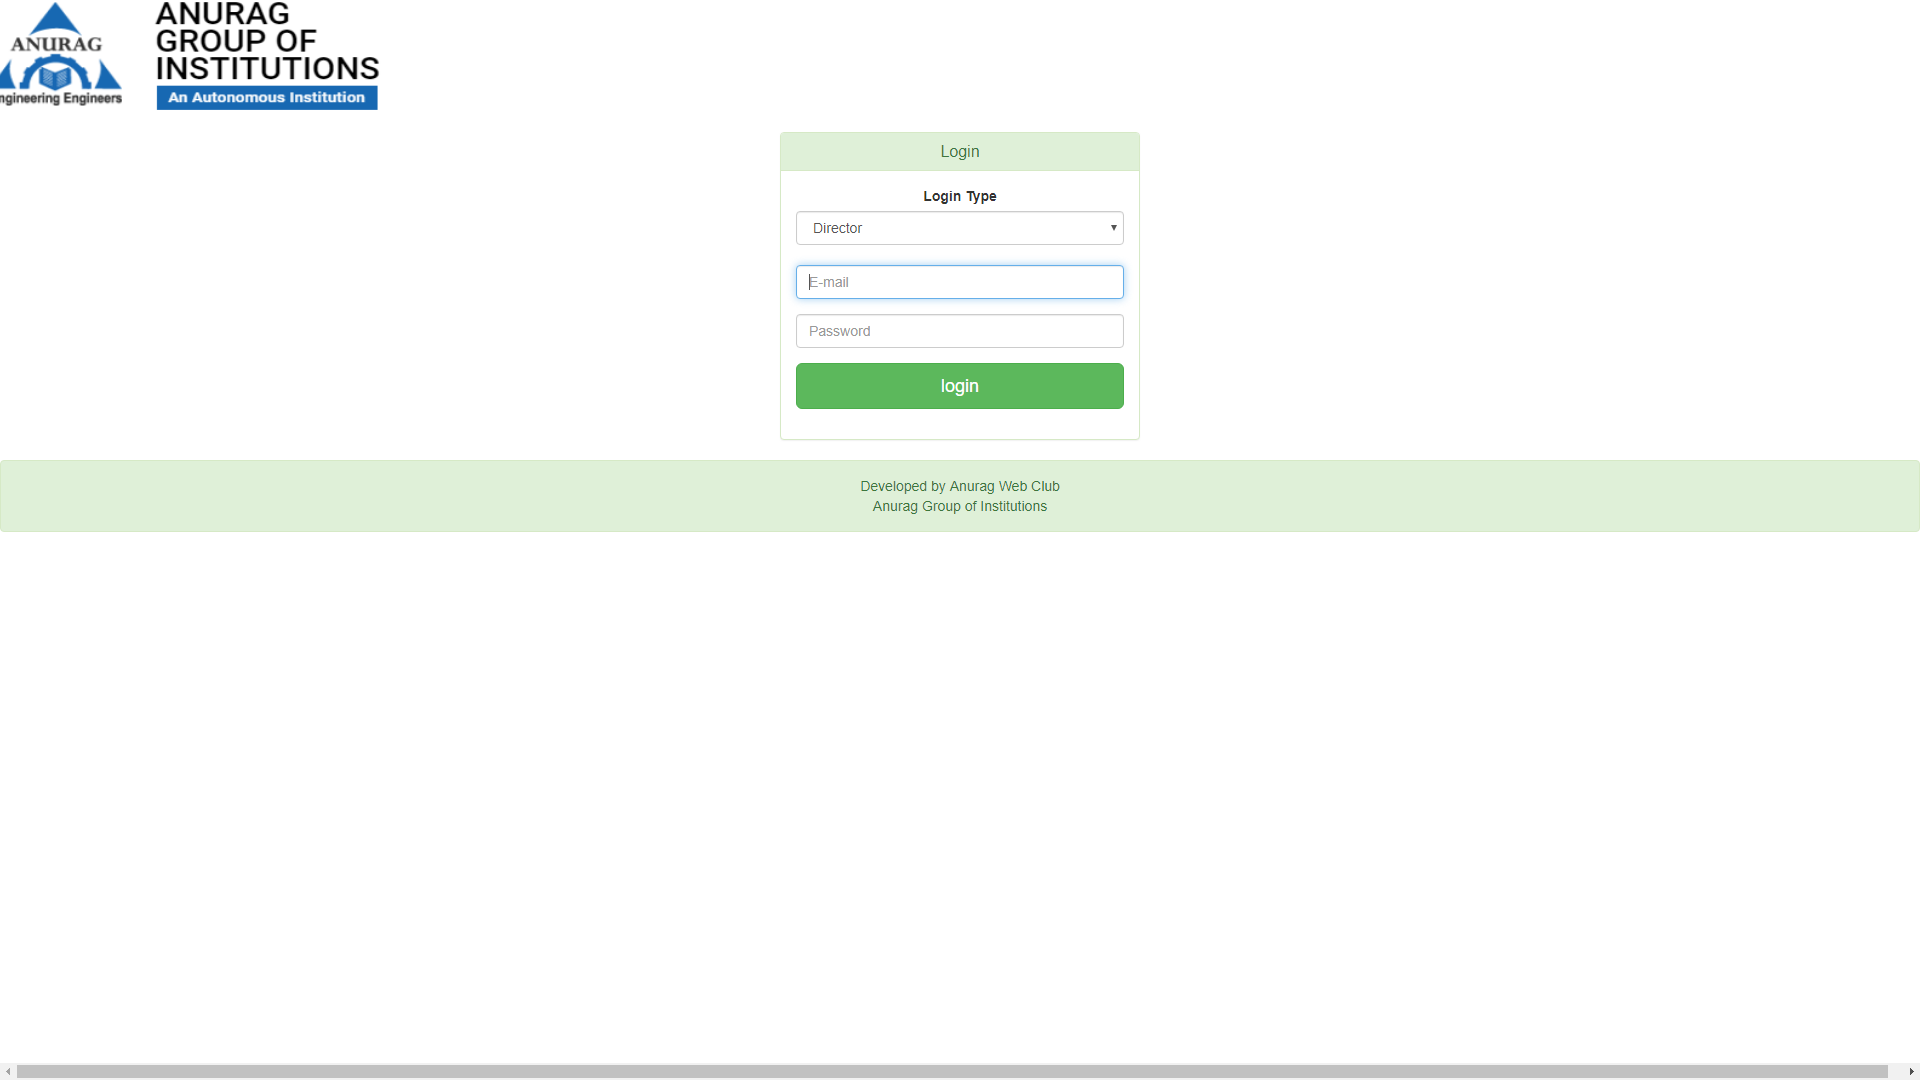 ANURAG
ngineering Engineers
ANURAG
GROUP OF
INSTITUTIONS
An Autonomous Institution
Login
Login Type
Director
E-mail
Password
login
Developed by Anurag Web Club
Anurag Group of Institutions